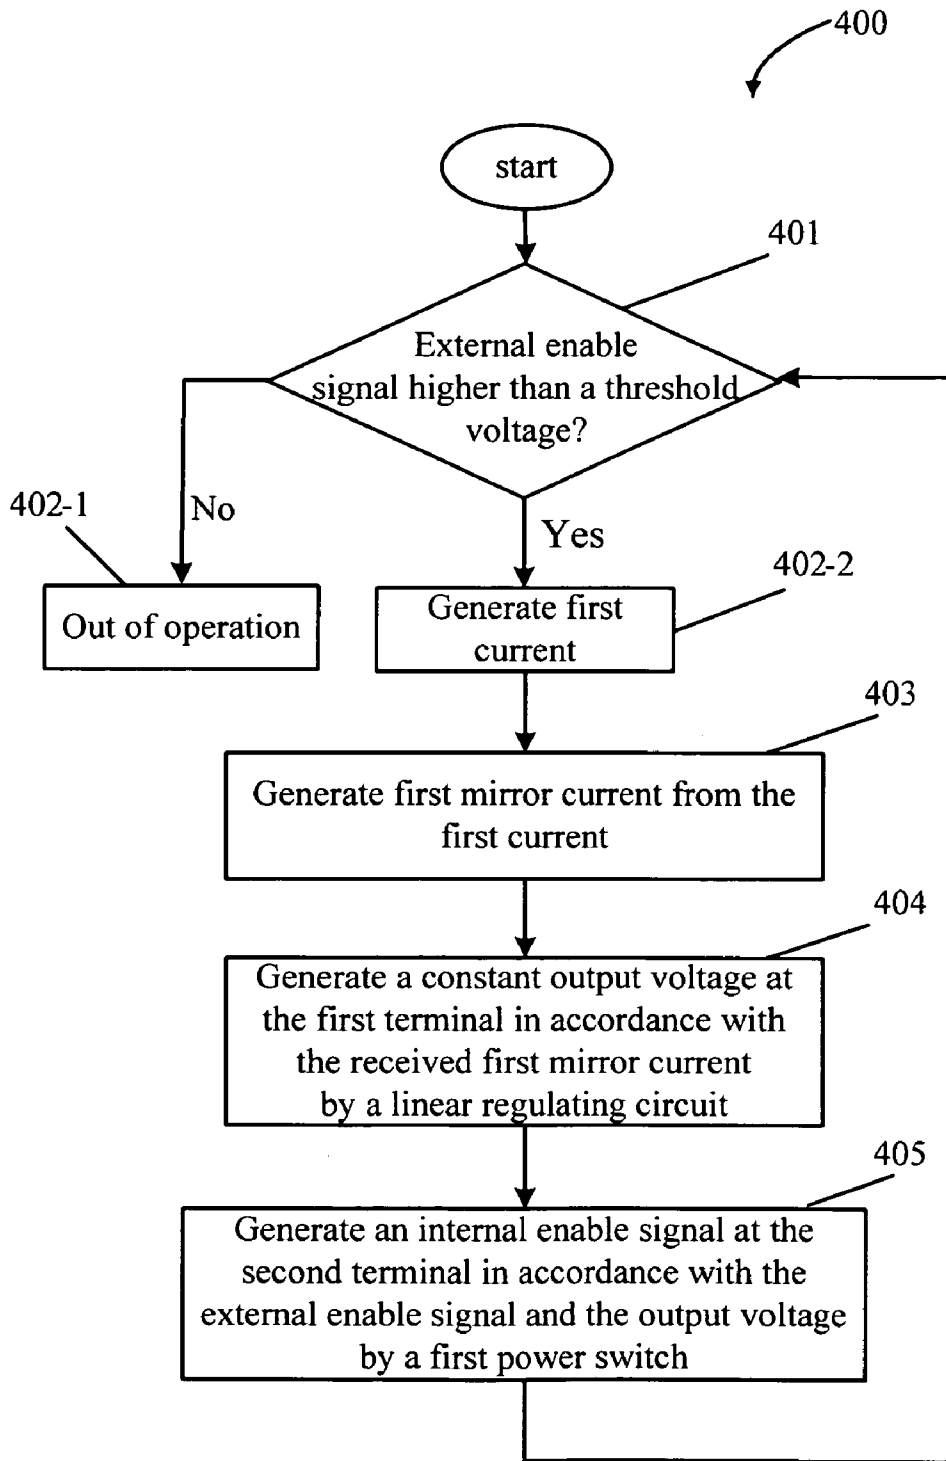 400
start
401
External enable
signal higher than a threshold
voltage?
402-1
No
Yes
402-2
Out of operation
Generate first
current
403
Generate first mirror current from the
first current
404
Generate a constant output voltage at
the first terminal in accordance with
the received first mirror current
by a linear regulating circuit
405
Generate an internal enable signal at the
second terminal in accordance with the
external enable signal and the output voltage
by a first power switch